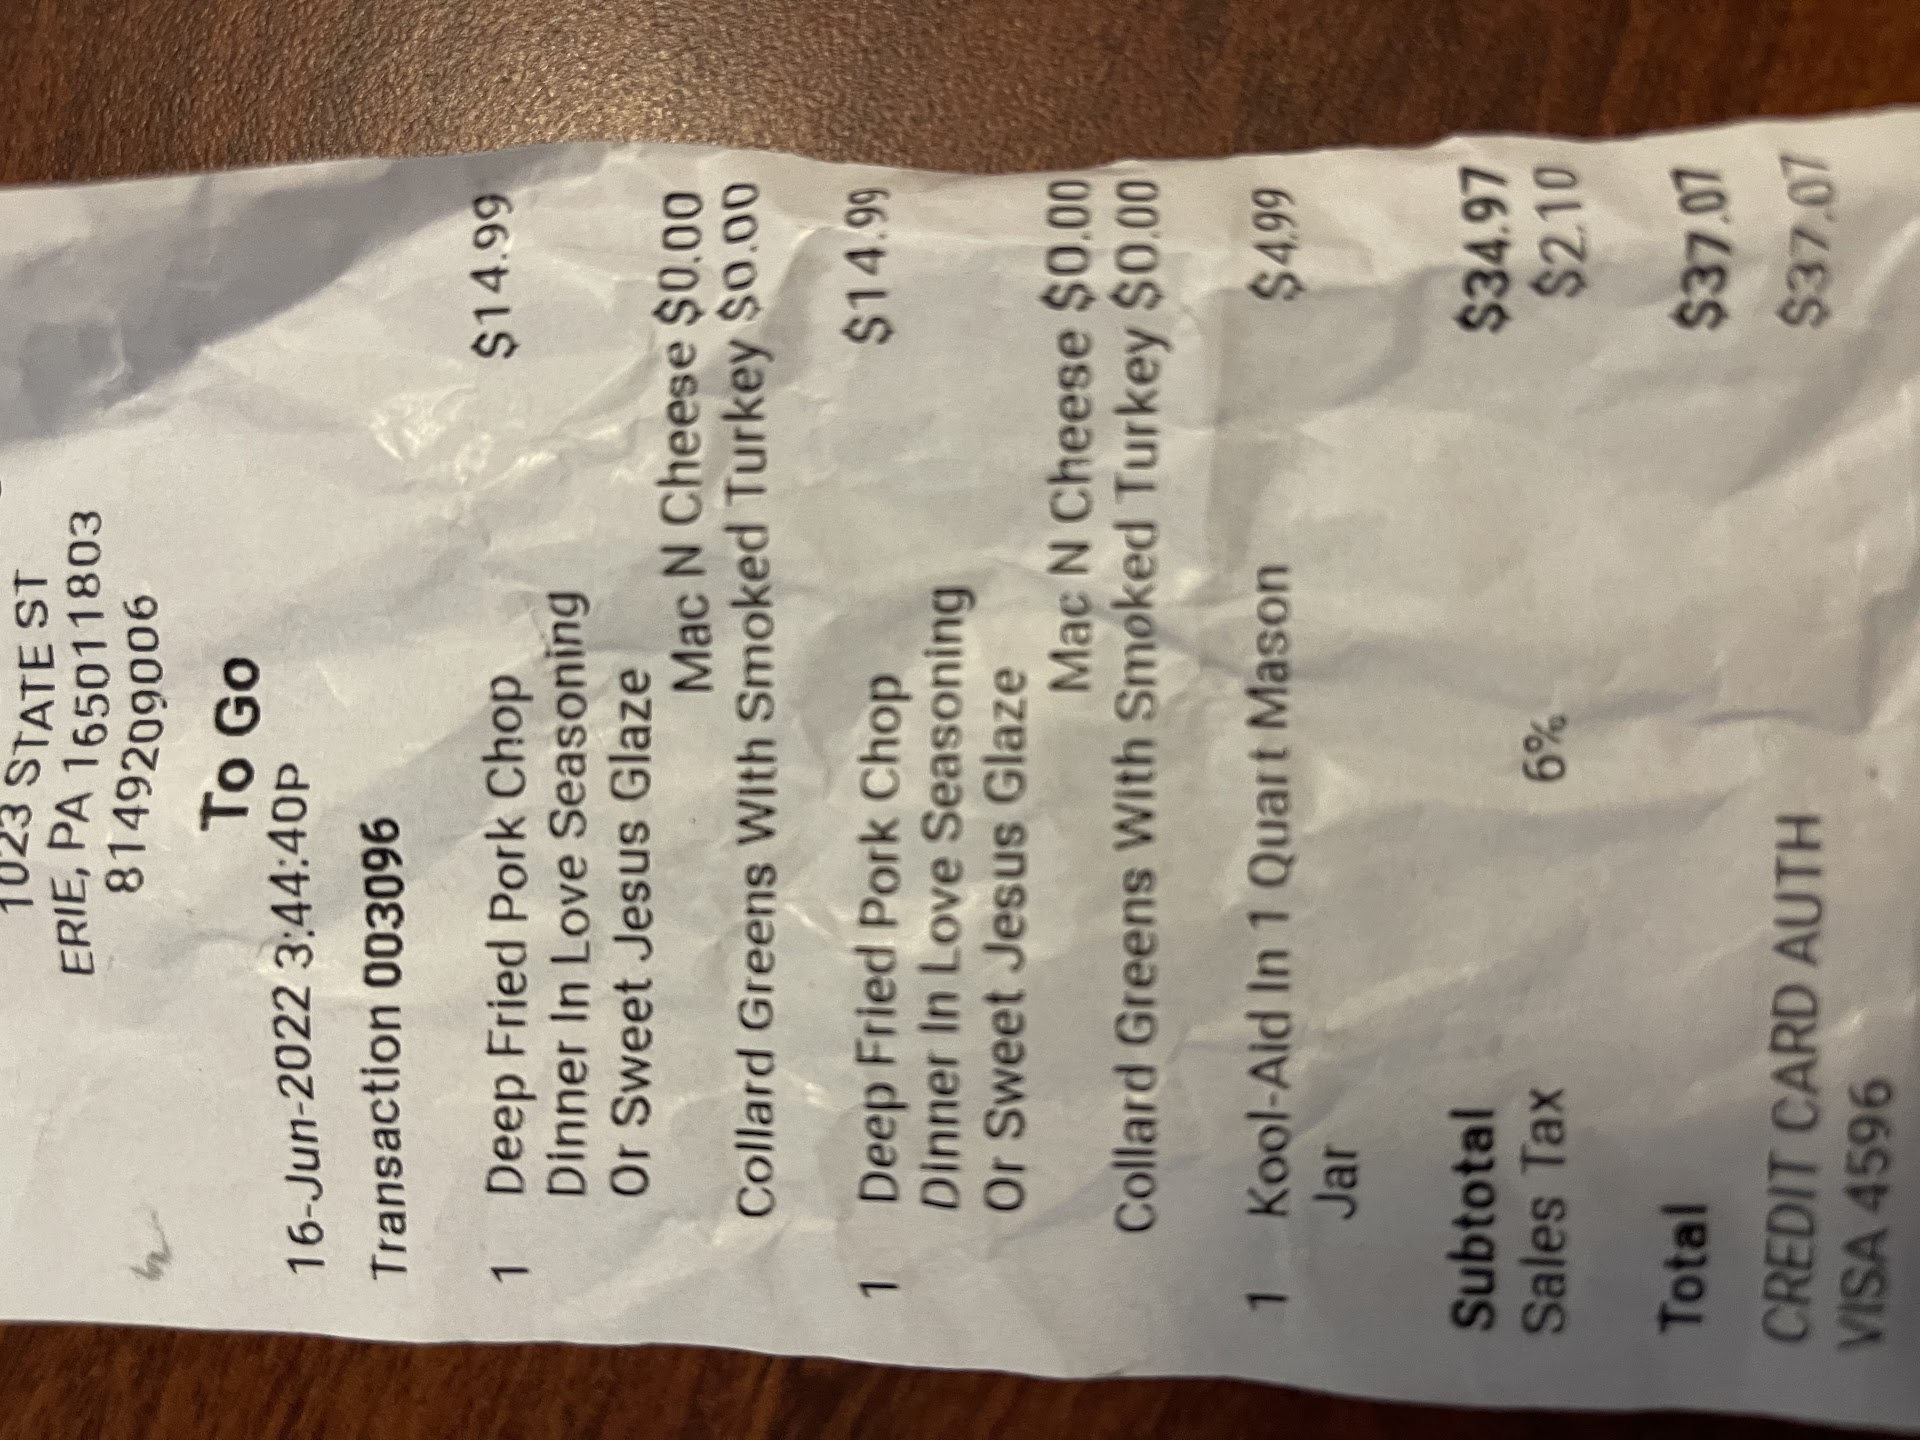 1023 STATE ST
ERIE, PA 165011803
8149209006
To Go
16-Jun-2022 3:44:40P
Transaction 003096
1 Deep Fried Pork Chop $14.99
Dinner In Love Seasoning
Or Sweet Jesus Glaze
Mac N Cheese $0.00
Collard Greens With Smoked Turkey $0.00
1 Deep Fried Pork Chop $14.99
Dinner In Love Seasoning
Or Sweet Jesus Glaze
Mac N Cheese $0.00
Collard Greens With Smoked Turkey $0.00
1 Kool-Aid In 1 Quart Mason $4.99
Jar
Subtotal $34.97
Sales Tax 6% $2.10
Total $37.07
CREDIT CARD AUTH $37.07
VISA 4596